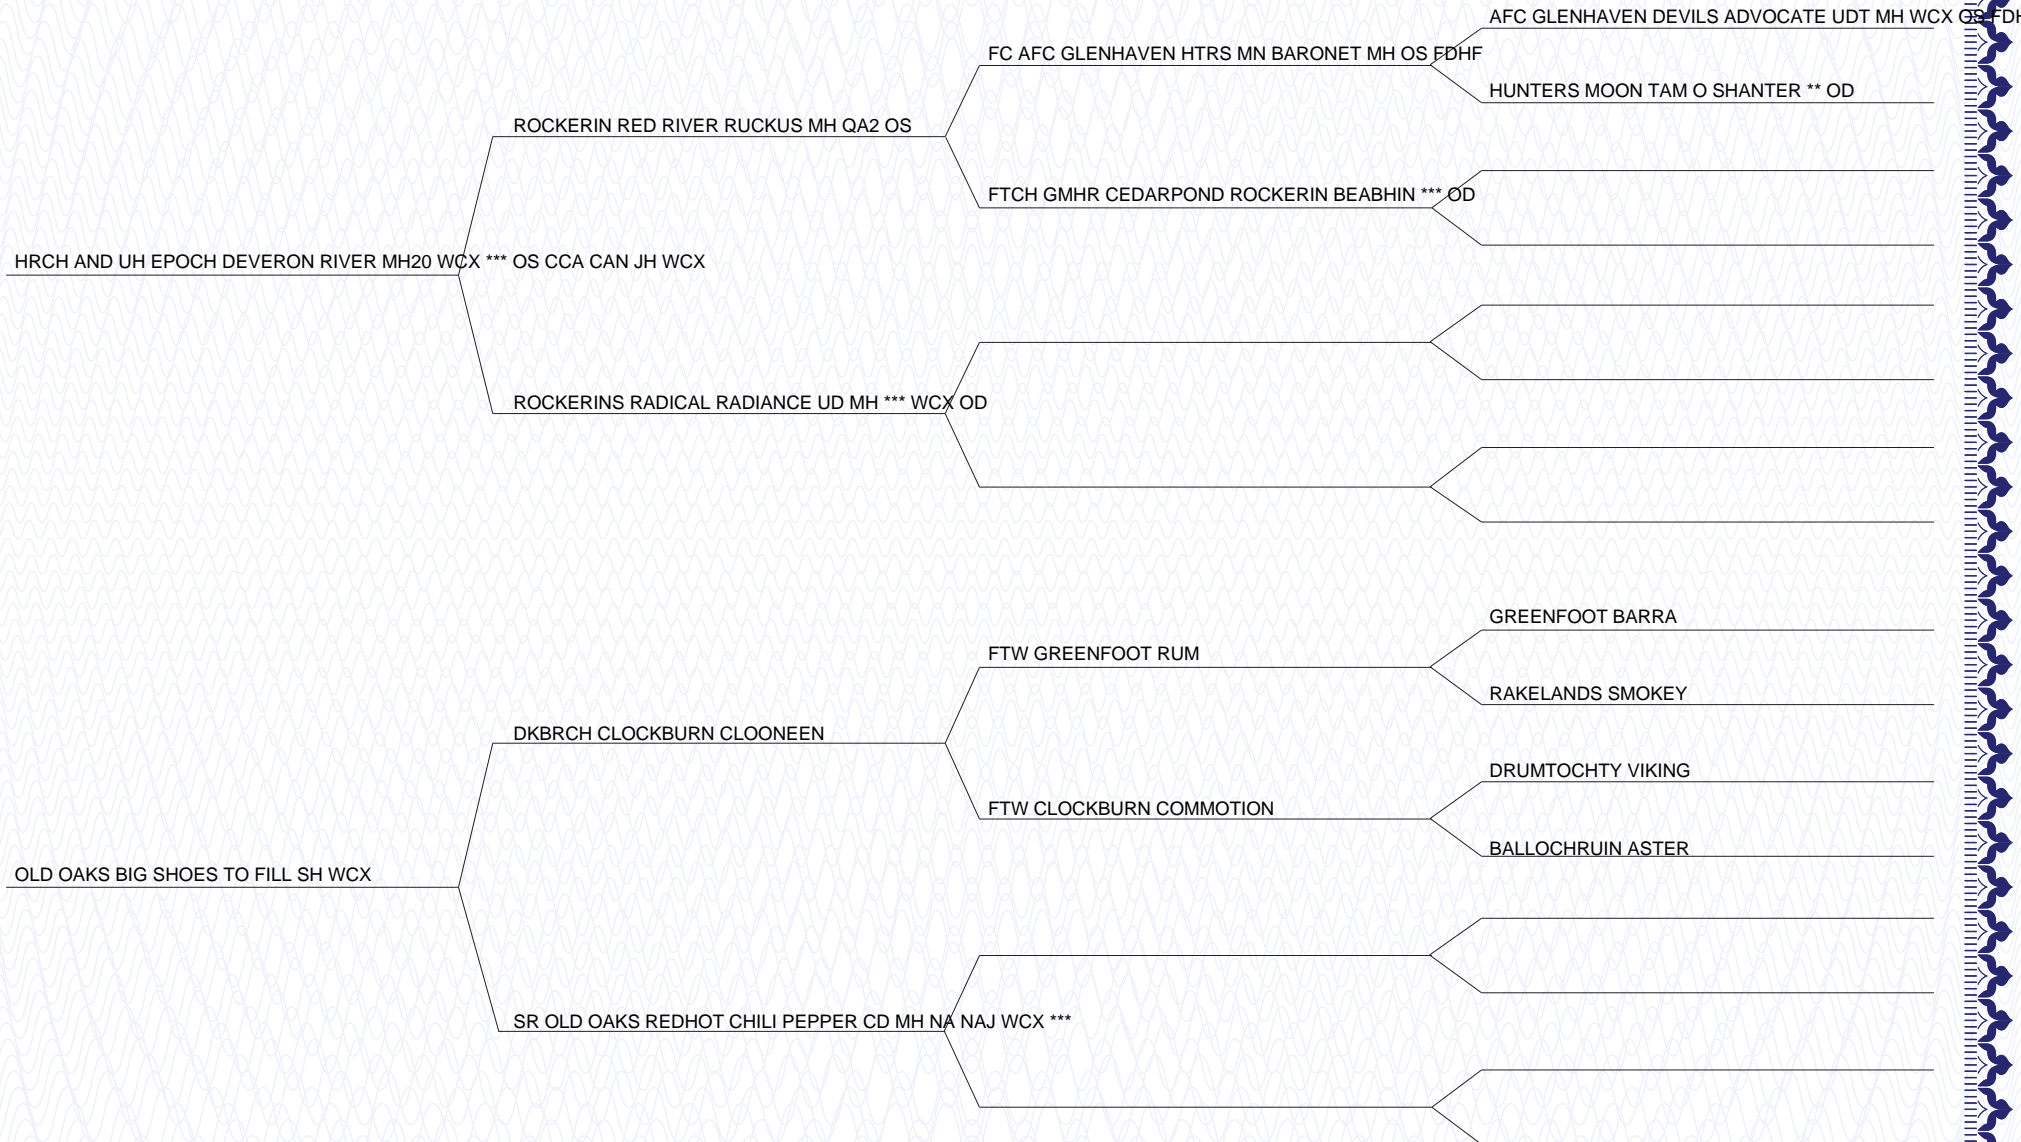 AFC GLENHAVEN DEVILS ADVOCATE UDT MH WCX OS FDH
FC AFC GLENHAVEN HTRS MN BARONET MH OS FDHF
HUNTERS MOON TAM O SHANTER ** OD
ROCKERIN RED RIVER RUCKUS MH QA2 OS
FTCH GMHR CEDARPOND ROCKERIN BEABHIN *** OD
HRCH AND UH EPOCH DEVERON RIVER MH20 WCX *** OS CCA CAN JH WCX
ROCKERINS RADICAL RADIANCE UD MH *** WCX OD
GREENFOOT BARRA
FTW GREENFOOT RUM
RAKELANDS SMOKEY
DKBRCH CLOCKBURN CLOONEEN
DRUMTOCHTY VIKING
FTW CLOCKBURN COMMOTION
BALLOCHRUIN ASTER
OLD OAKS BIG SHOES TO FILL SH WCX
SR OLD OAKS REDHOT CHILI PEPPER CD MH NA NAJ WCX ***